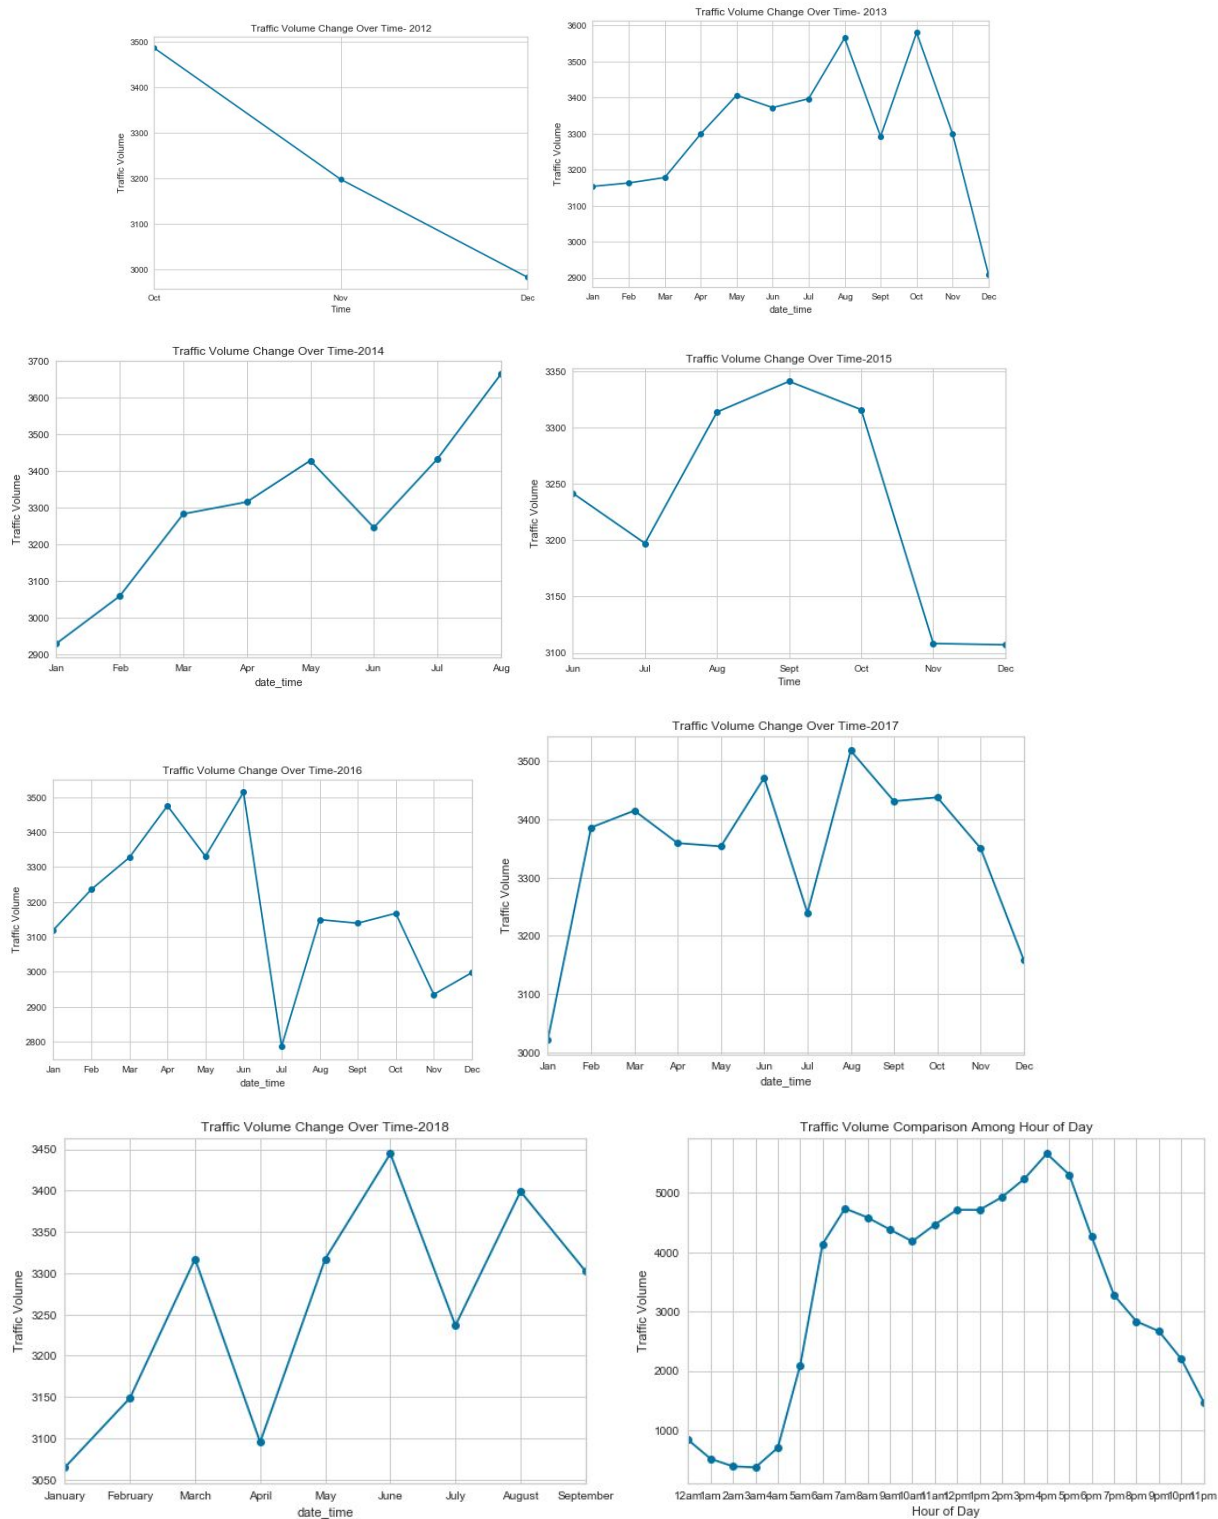 Traffic Volume Change Over Time- 2012
3500
3400
3300
3200
3100
3000
Traffic Volume
Oct Nov Dec
Time
Traffic Volume Change Over Time- 2013
3600
3500
3400
3300
3200
3100
3000
2900
Traffic Volume
Jan Feb Mar Apr May Jun Jul Aug Sept Oct Nov Dec
date_time
Traffic Volume Change Over Time-2014
3700
3600
3500
3400
3300
3200
3100
3000
2900
Traffic Volume
Jan Feb Mar Apr May Jun Jul Aug
date_time
Traffic Volume Change Over Time-2015
3350
3300
3250
3200
3150
3100
Traffic Volume
Jun Jul Aug Sept Oct Nov Dec
Time
Traffic Volume Change Over Time-2016
3500
3400
3300
3200
3100
3000
2900
2800
Traffic Volume
Jan Feb Mar Apr May Jun Jul Aug Sept Oct Nov Dec
date_time
Traffic Volume Change Over Time-2017
3500
3400
3300
3200
3100
3000
Traffic Volume
Jan Feb Mar Apr May Jun Jul Aug Sept Oct Nov Dec
date_time
Traffic Volume Change Over Time-2018
3450
3400
3350
3300
3250
3200
3150
3100
3050
Traffic Volume
January February March April May June July August September
date_time
Traffic Volume Comparison Among Hour of Day
5000
4000
3000
2000
1000
Traffic Volume
12am 1am 2am 3am 4am 5am 6am 7am 8am 9am 10am 11am 12pm 1pm 2pm 3pm 4pm 5pm 6pm 7pm 8pm 9pm 10pm 11pm
Hour of Day